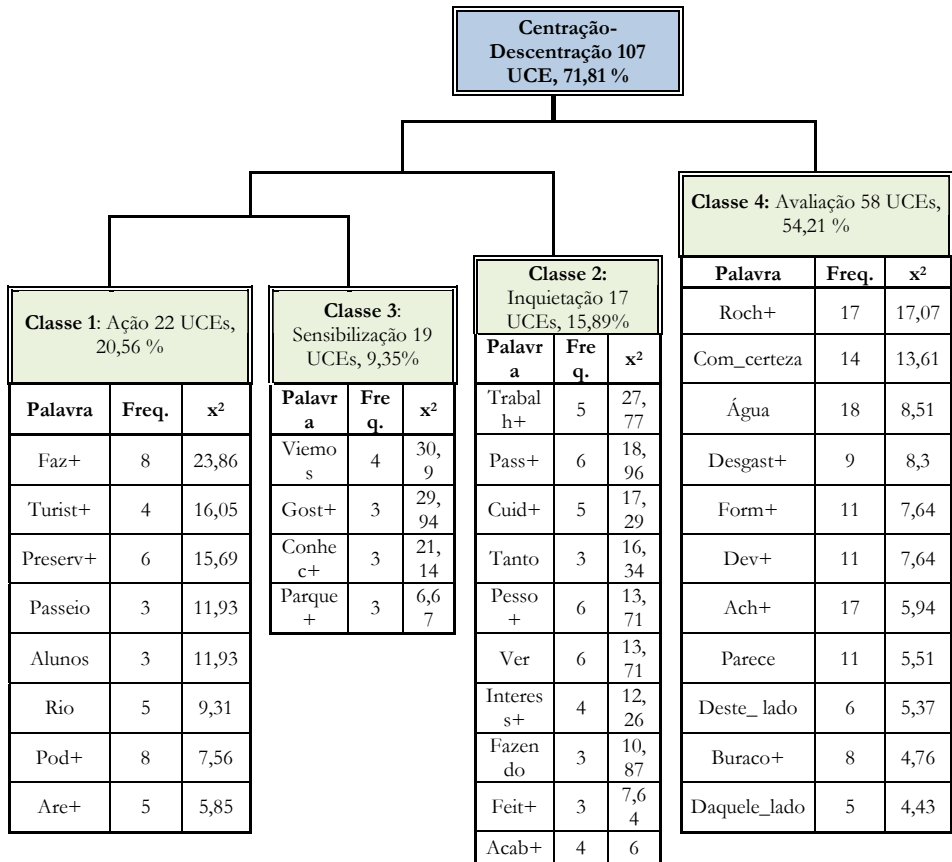 Centração-
Descentração 107
UCE, 71,81 %
Classe 1: Ação 22 UCEs,
20,56 %
Palavra Freq. x²
Faz+ 8 23,86
Turist+ 4 16,05
Preserv+ 6 15,69
Passeio 3 11,93
Alunos 3 11,93
Rio 5 9,31
Pod+ 8 7,56
Are+ 5 5,85
Classe 3:
Sensibilização 19
UCEs, 9,35%
Palavr Fre x²
a q.
Viemo 4 30,
s 9
Gost+ 3 29,
94
Conhe 3 21,
c+ 14
Parque 3 6,6
+ 7
Classe 2:
Inquietação 17
UCEs, 15,89%
Palavr Fre x²
a q.
Trabal 5 27,
h+ 77
Pass+ 6 18,
96
Cuid+ 5 17,
29
Tanto 3 16,
34
Pesso 6 13,
+ 71
Ver 6 13,
71
Interes 4 12,
s+ 26
Fazen 3 10,
do 87
Feit+ 3 7,6
4
Acab+ 4 6
Classe 4: Avaliação 58 UCEs,
54,21 %
Palavra Freq. x²
Roch+ 17 17,07
Com_certeza 14 13,61
Água 18 8,51
Desgast+ 9 8,3
Form+ 11 7,64
Dev+ 11 7,64
Ach+ 17 5,94
Parece 11 5,51
Deste_ lado 6 5,37
Buraco+ 8 4,76
Daquele_lado 5 4,43